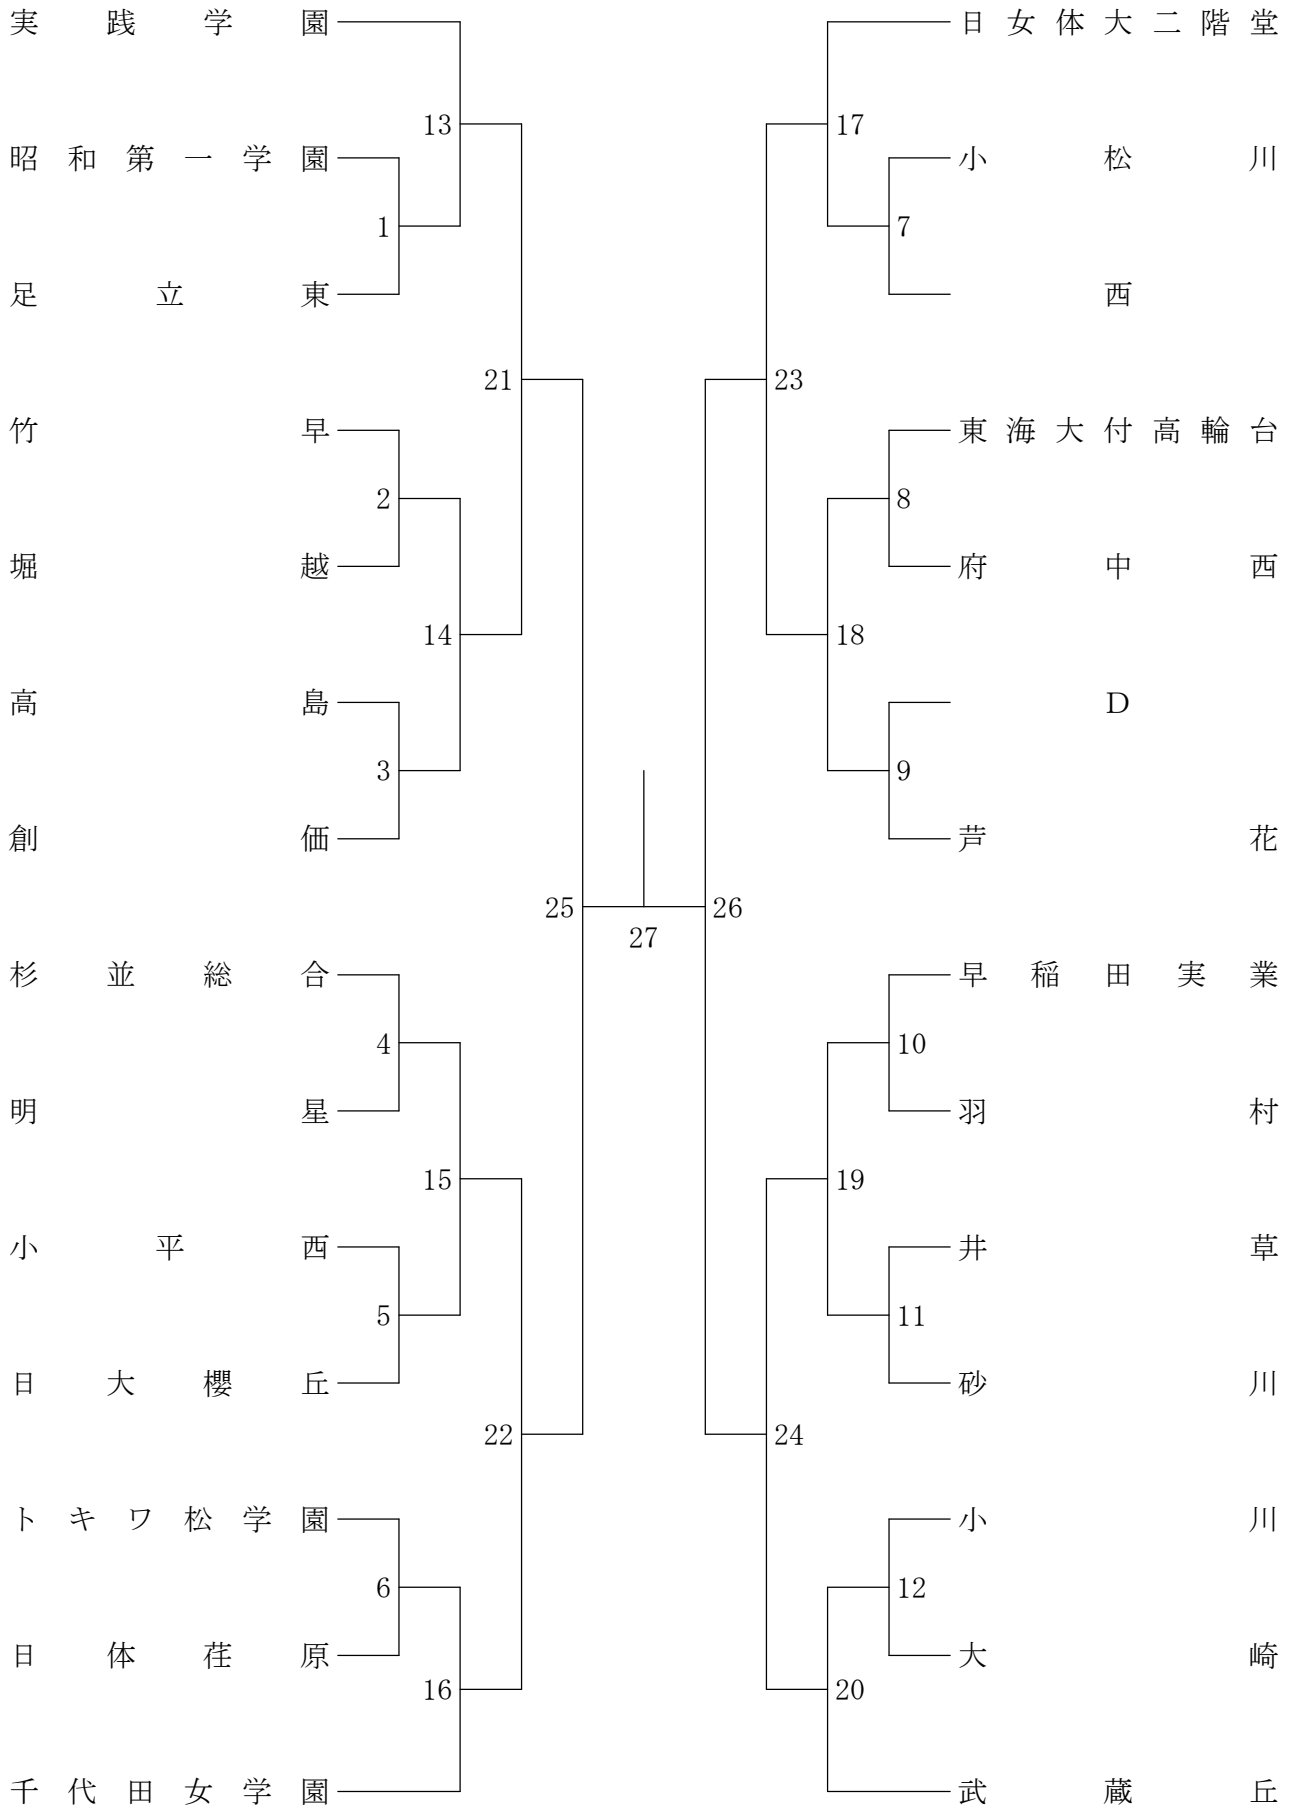 実践学園
日女体大二階堂
13
17
昭和第一学園
小松川
1
7
足立東
西
21
23
竹早
東海大付高輪台
2
8
堀越
府中西
14
18
高島
D
3
9
創価
芦花
25
26
27
杉並総合
早稲田実業
4
10
明星
羽村
15
19
小平西
井草
5
11
日大櫻丘
砂川
22
24
トキワ松学園
小川
6
12
日体荏原
大崎
16
20
千代田女学園
武蔵丘